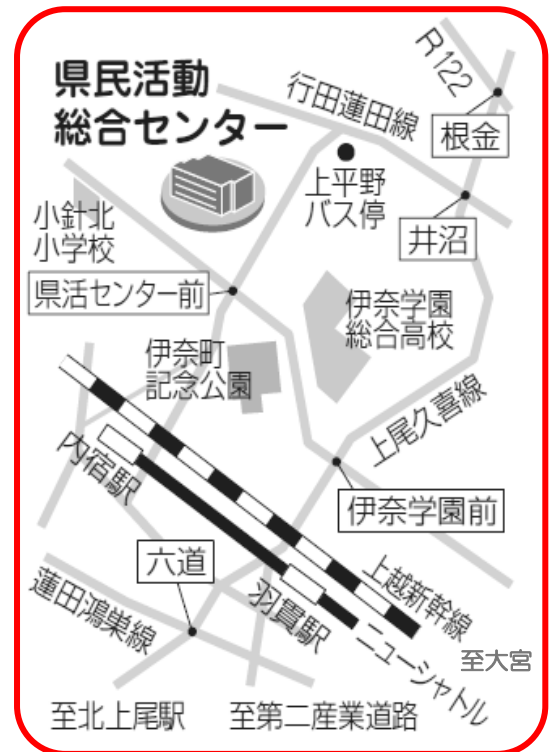 県民活動
総合センター
R122
行田蓮田線
根金
上平野
バス停
小針北
小学校
井沼
県活センター前
伊奈学園
総合高校
伊奈町
記念公園
上尾久喜線
内宿駅
伊奈学園前
六道
上越新幹線
羽貫駅
蓮田鴻巣線
ニューシャトル
至大宮
至北上尾駅
至第二産業道路